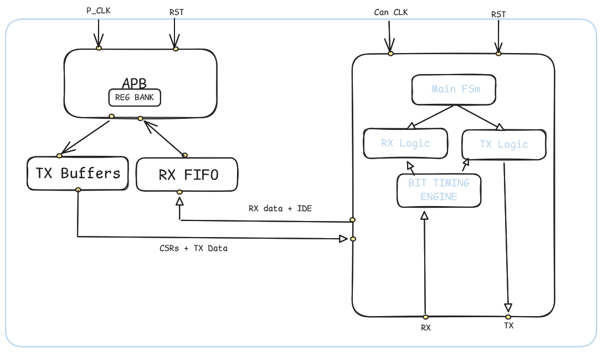 P_CLK
RST
Can CLK
RST
APB
REG BANK
Main FSm
RX Logic
TX Logic
TX Buffers
RX FIFO
BIT TIMING
ENGINE
RX data + IDE
CSRs + TX Data
RX
TX